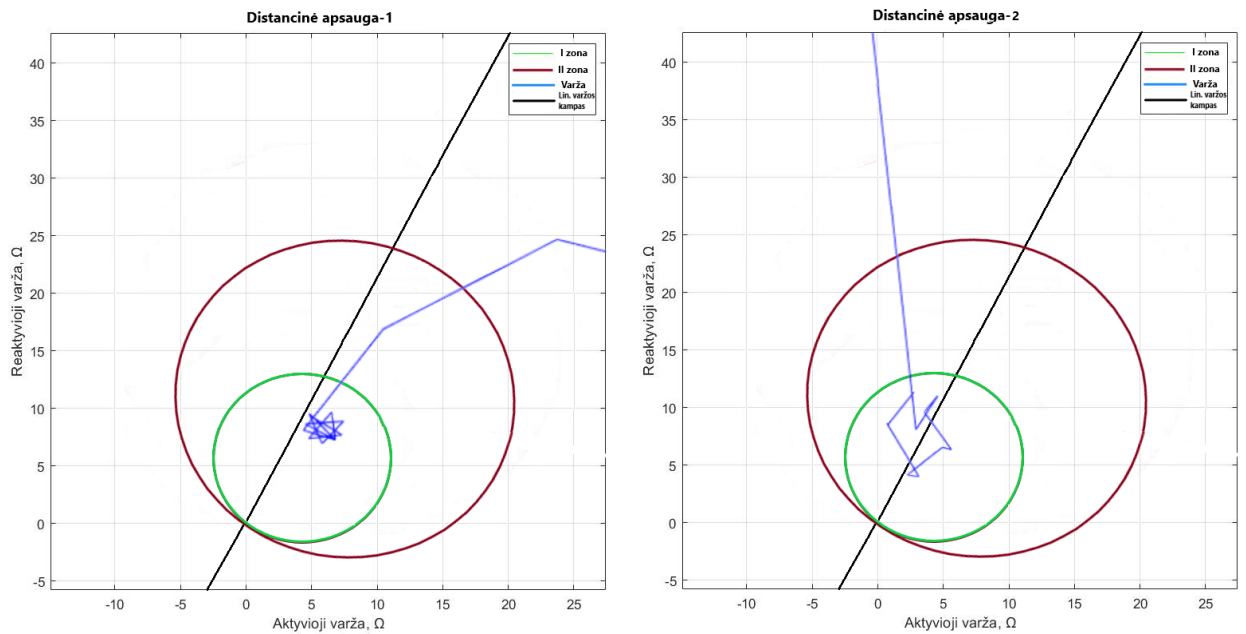 Distancinė apsauga-1
I zona
II zona
Varža
Lin. varžos
kampas
40
35
30
25
20
15
10
5
0
-5
-10
-5
0
5
10
15
20
25
Reaktyvioji varža, Ω
Aktyvioji varža, Ω
Distancinė apsauga-2
I zona
II zona
Varža
Lin. varžos
kampas
40
35
30
25
20
15
10
5
0
-5
-10
-5
0
5
10
15
20
25
Reaktyvioji varža, Ω
Aktyvioji varža, Ω